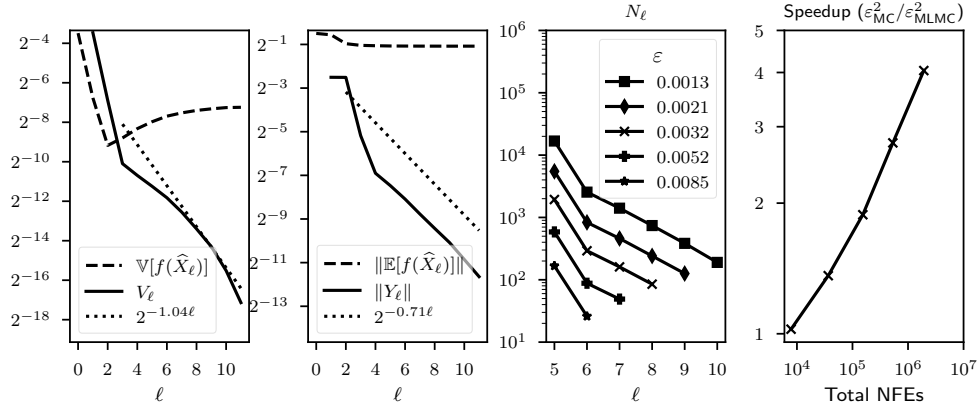 2^{-4}
2^{-6}
2^{-8}
2^{-10}
2^{-12}
2^{-14}
2^{-16}
2^{-18}
𝕍[f(X̂_ℓ)]
V_ℓ
2^{-1.04ℓ}
0 2 4 6 8 10
ℓ
2^{-1}
2^{-3}
2^{-5}
2^{-7}
2^{-9}
2^{-11}
2^{-13}
‖𝔼[f(X̂_ℓ)]‖
‖Y_ℓ‖
2^{-0.71ℓ}
0 2 4 6 8 10
ℓ
N_ℓ
10^6
10^5
10^4
10^3
10^2
10^1
ε
0.0013
0.0021
0.0032
0.0052
0.0085
5 6 7 8 9 10
ℓ
Speedup (ε²_MC/ε²_MLMC)
5
4
3
2
1
10^4 10^5 10^6 10^7
Total NFEs